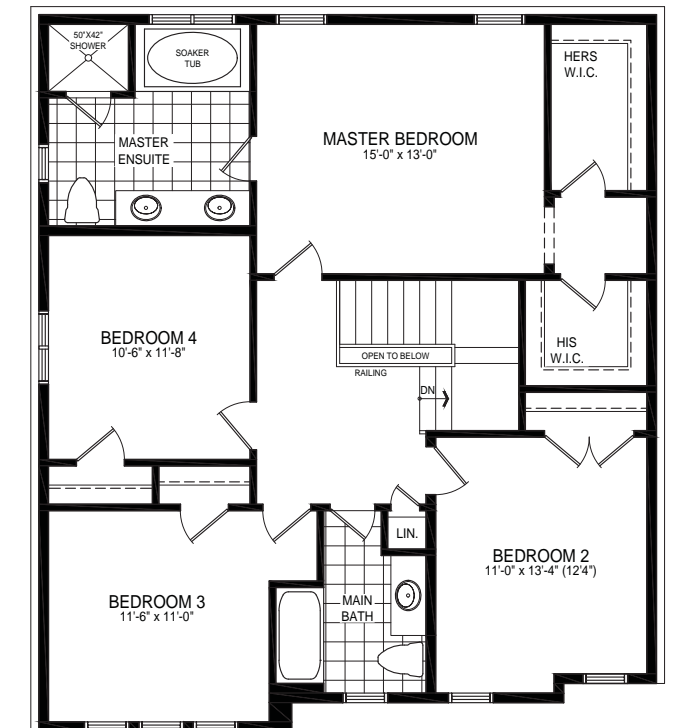 50"X42"
SHOWER
SOAKER
TUB
HERS
W.I.C.
MASTER
ENSUITE
MASTER BEDROOM
15'-0" x 13'-0"
BEDROOM 4
10'-6" x 11'-8"
OPEN TO BELOW
RAILING
DN
HIS
W.I.C.
LIN.
BEDROOM 2
11'-0" x 13'-4" (12'4")
BEDROOM 3
11'-6" x 11'-0"
MAIN
BATH